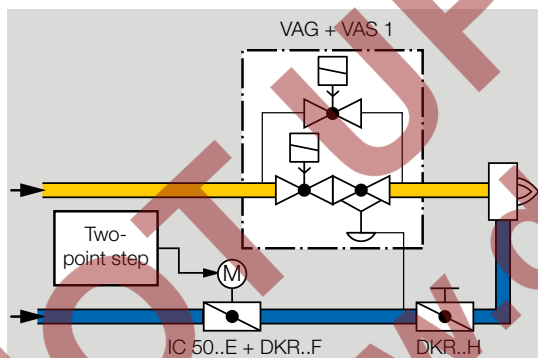 VAG + VAS 1
Two-
point step
M
IC 50..E + DKR..F
DKR..H